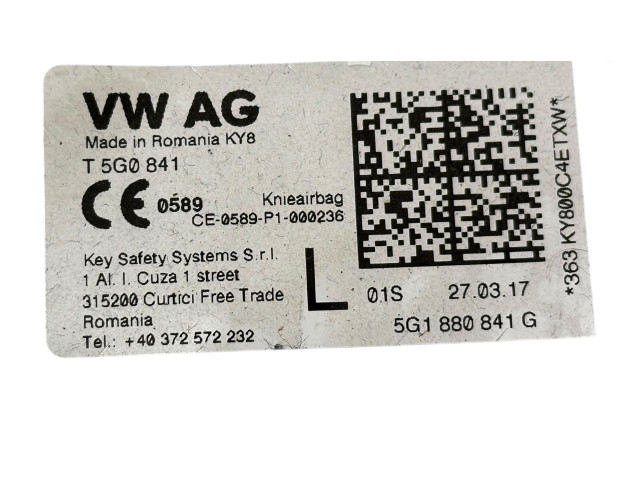 VW AG
Made in Romania KY8
T 5G0 841
CE 0589 Knieairbag
CE-0589-P1-000236
Key Safety Systems S.r.l.
1 Al. I. Cuza 1 street
315200 Curtici Free Trade
Romania
Tel.: +40 372 572 232
L
01S 27.03.17
5G1 880 841 G
*363 KY800C4ETXW*